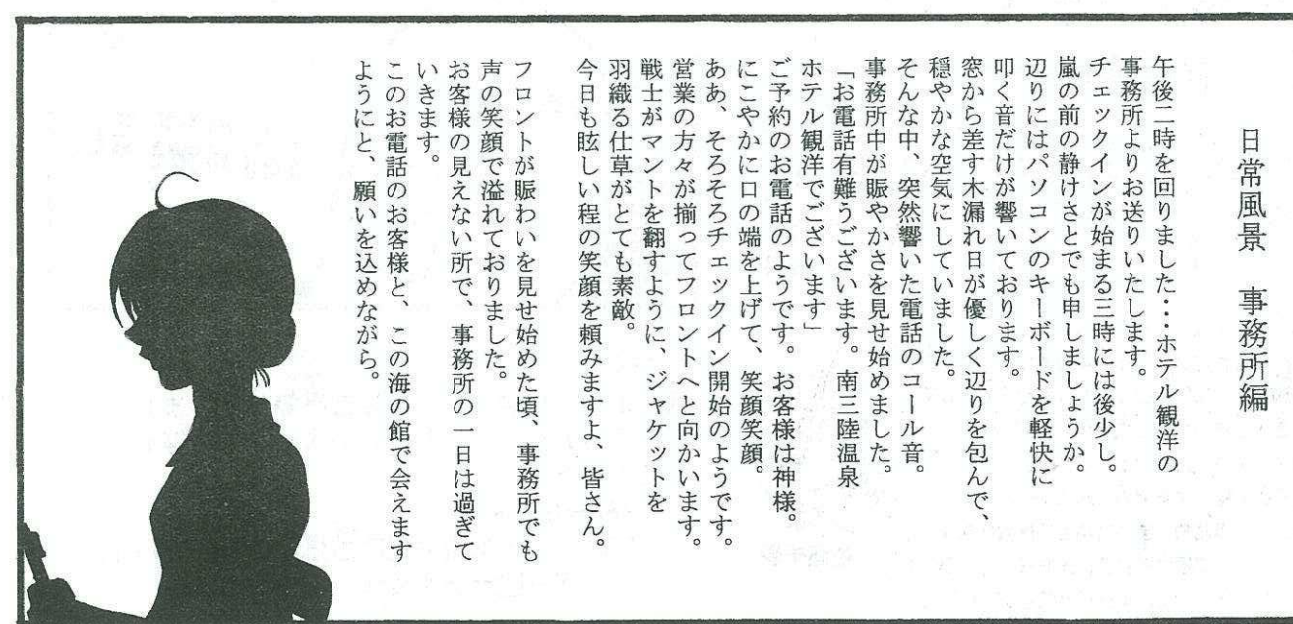 日常風景　事務所編
午後二時を回りました・・・ホテル観洋の
事務所よりお送りいたします。
チェックインが始まる三時には後少し。
嵐の前の静けさとでも申しましょうか。
辺りにはパソコンのキーボードを軽快に
叩く音だけが響いております。
窓から差す木漏れ日が優しく辺りを包んで、
穏やかな空気にしていました。
そんな中、突然響いた電話のコール音。
事務所中が賑やかさを見せ始めました。
「お電話有難うございます。南三陸温泉
ホテル観洋でございます」
ご予約のお電話のようです。お客様は神様。
にこやかに口の端を上げて、笑顔笑顔。
ああ、そろそろチェックイン開始のようです。
営業の方々が揃ってフロントへと向かいます。
戦士がマントを翻すように、ジャケットを
羽織る仕草がとても素敵。
今日も眩しい程の笑顔を頼みますよ、皆さん。
フロントが賑わいを見せ始めた頃、事務所でも
声の笑顔で溢れておりました。
お客様の見えない所で、事務所の一日は過ぎて
いきます。
このお電話のお客様と、この海の館で会えます
ようにと、願いを込めながら。